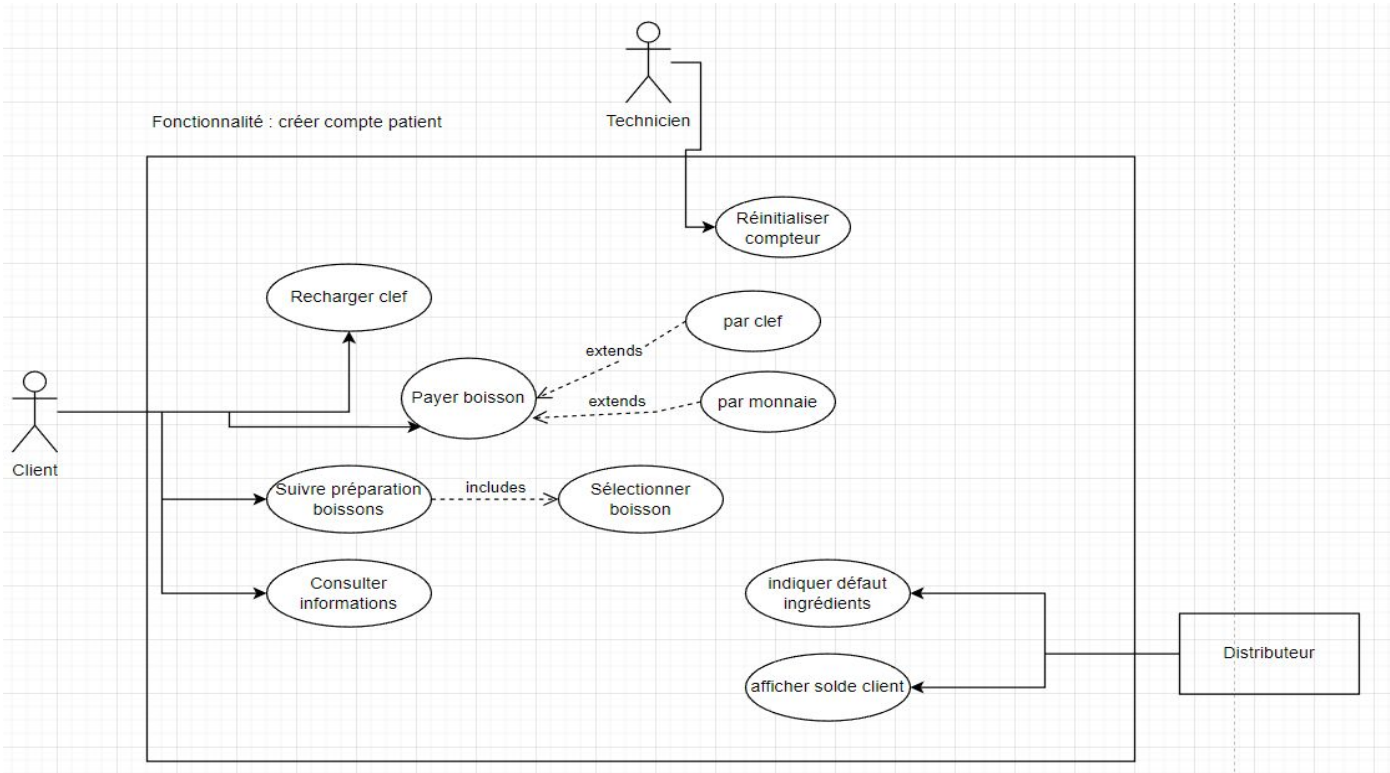 Technicien
Fonctionnalité : créer compte patient
Réinitialiser
compteur
Recharger clef
par clef
extends
Payer boisson
extends
par monnaie
Client
Suivre préparation
boissons
includes
Sélectionner
boisson
Consulter
informations
indiquer défaut
ingrédients
Distributeur
afficher solde client